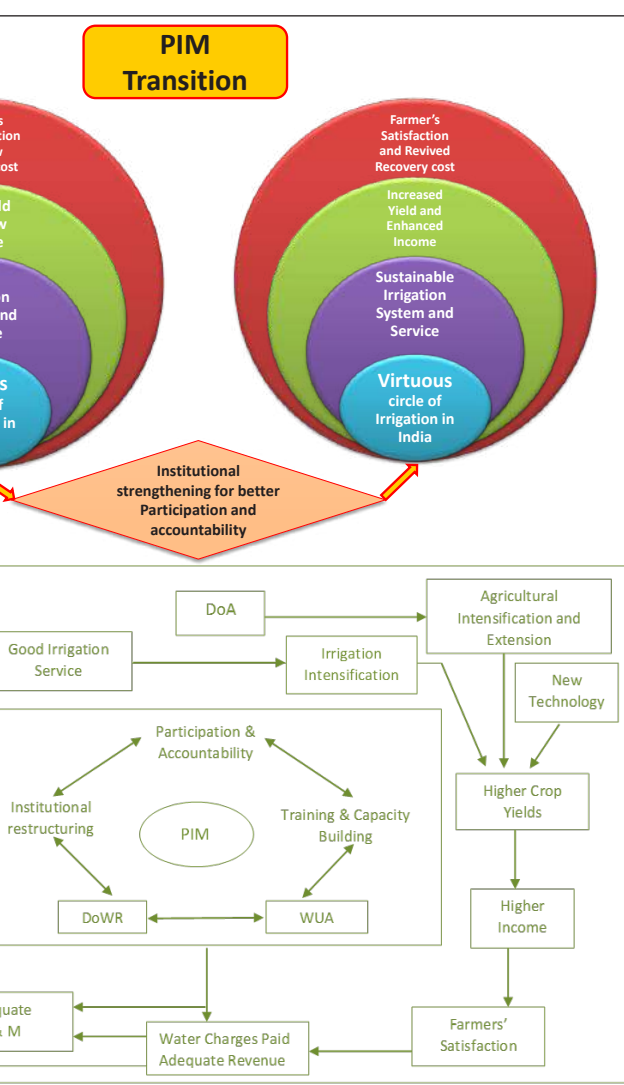 PIM
Transition
cost
Farmer's
Satisfaction
and Revived
Recovery cost
Increased
Yield and
Enhanced
Income
Sustainable
Irrigation
System and
Service
Virtuous
circle of
Irrigation in
India
in
Institutional
strengthening for better
Participation and
accountability
DoA
Agricultural
Intensification and
Extension
Good Irrigation
Service
Irrigation
Intensification
New
Technology
Participation &
Accountability
Institutional
restructuring
PIM
Training & Capacity
Building
DoWR
WUA
Higher Crop
Yields
Higher
Income
Farmers'
Satisfaction
Water Charges Paid
Adequate Revenue
M